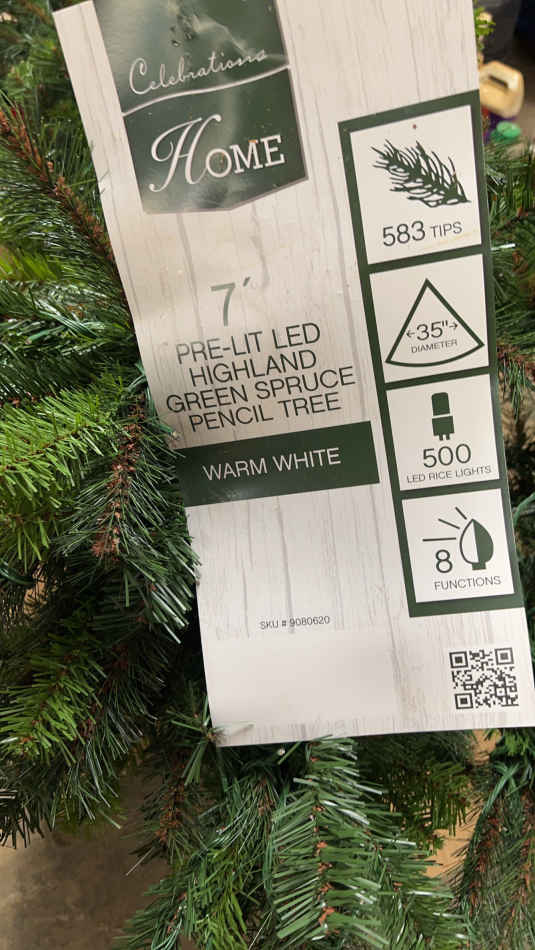 Celebrations
HOME
7'
PRE-LIT LED
HIGHLAND
GREEN SPRUCE
PENCIL TREE
WARM WHITE
SKU # 9080620
583 TIPS
35"
DIAMETER
500
LED RICE LIGHTS
8
FUNCTIONS